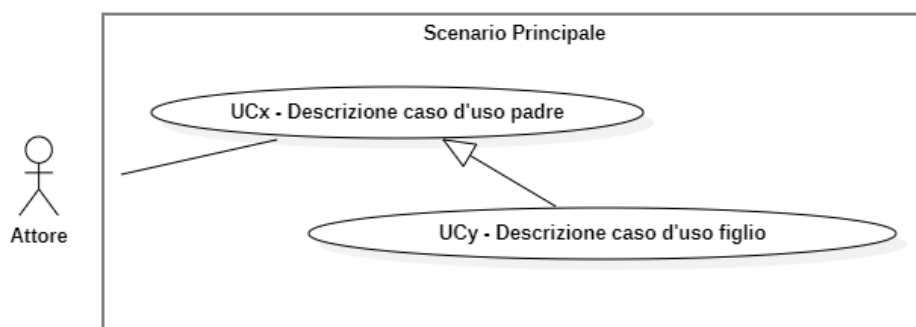 Scenario Principale
UCx - Descrizione caso d'uso padre
Attore
UCy - Descrizione caso d'uso figlio